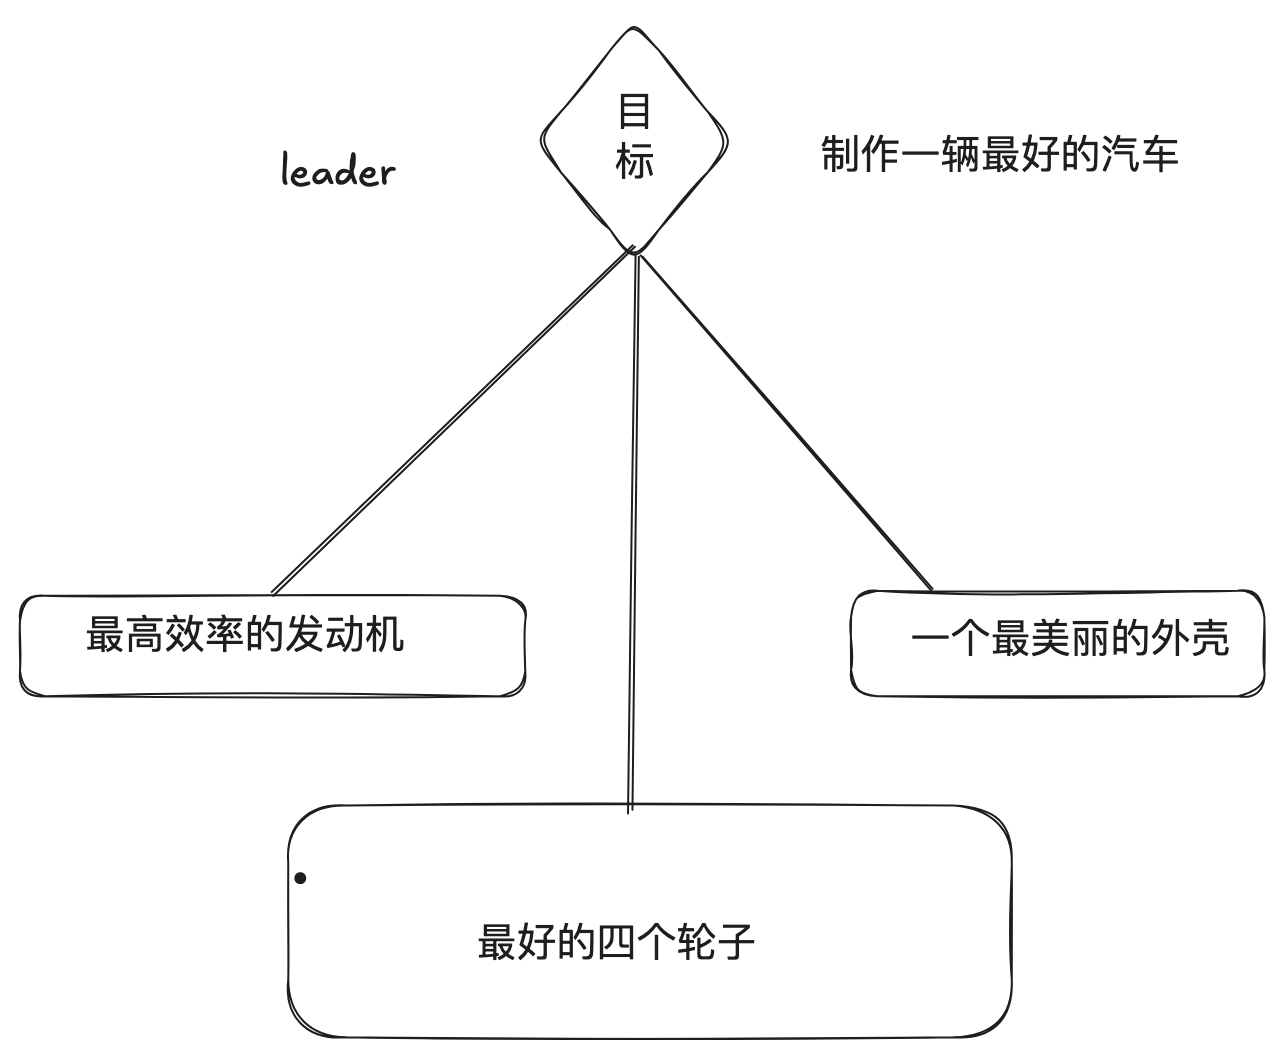 目
标
leader
制作一辆最好的汽车
最高效率的发动机
一个最美丽的外壳
最好的四个轮子